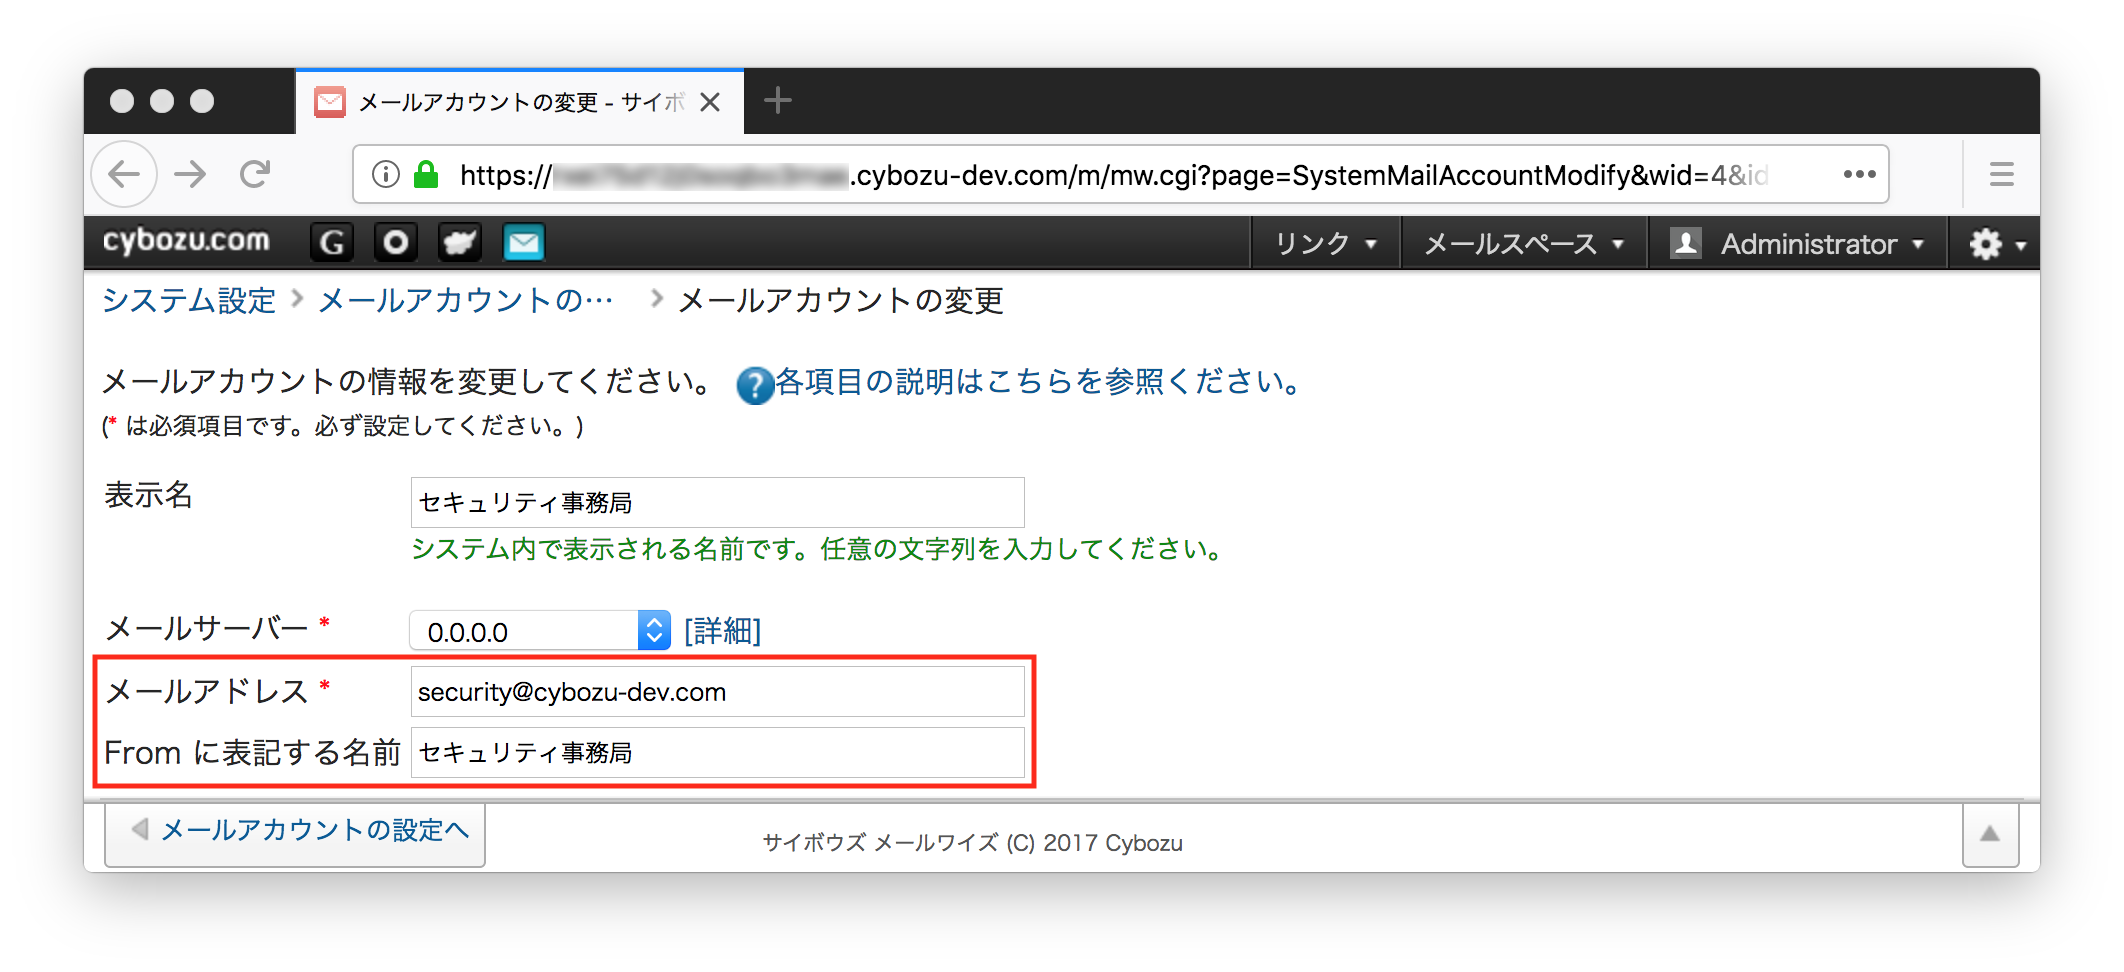 メールアカウントの変更 - サイボ
https://.cybozu-dev.com/m/mw.cgi?page=SystemMailAccountModify&wid=4&id
cybozu.com G リンク メールスペース Administrator
システム設定 > メールアカウントの… > メールアカウントの変更
メールアカウントの情報を変更してください。 ?各項目の説明はこちらを参照ください。
(* は必須項目です。必ず設定してください。)
表示名 セキュリティ事務局
システム内で表示される名前です。任意の文字列を入力してください。
メールサーバー * 0.0.0.0 [詳細]
メールアドレス * security@cybozu-dev.com
From に表記する名前 セキュリティ事務局
メールアカウントの設定へ
サイボウズ メールワイズ (C) 2017 Cybozu